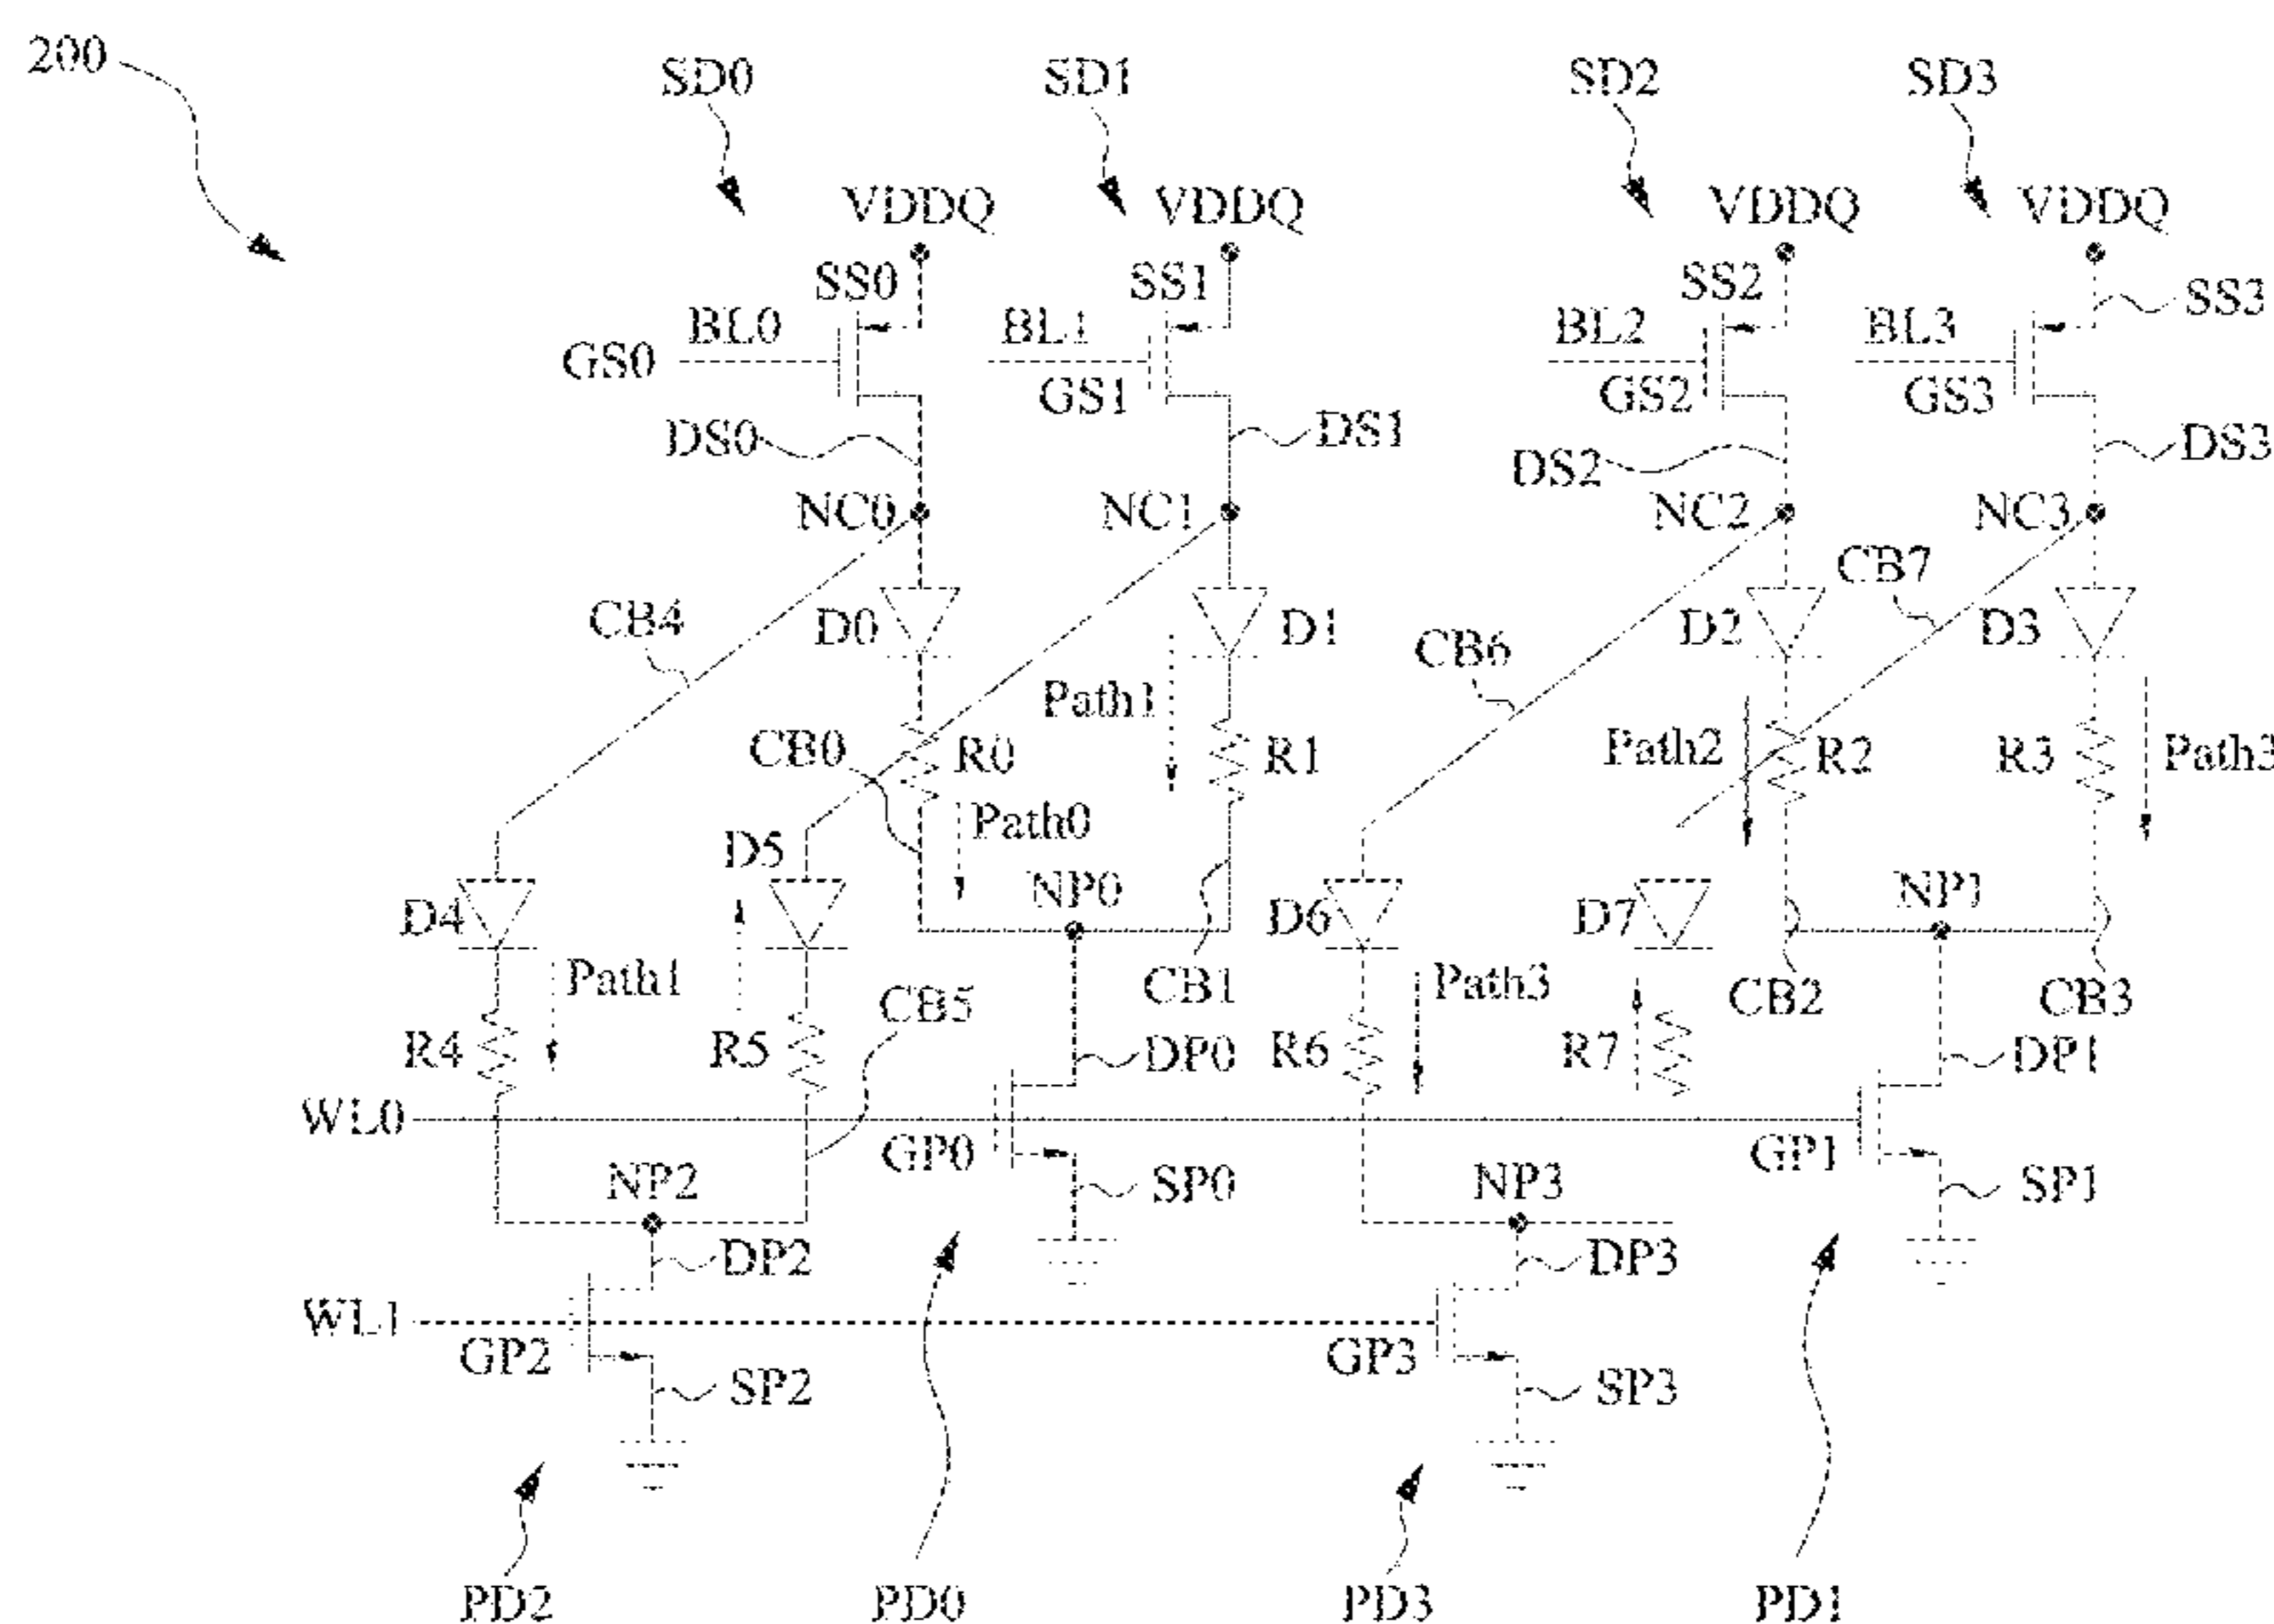 200
SD0 SD1 SD2 SD3
VDDQ VDDQ VDDQ VDDQ
SS0 SS1 SS2 SS3
BL0 BL1 BL2 BL3
GS0 GS1 GS2 GS3
DS0 DS1 DS2 DS3
NC0 NC1 NC2 NC3
CB4 D0 D1 CB6 D2 CB7 D3
Path1
CB0 R0 R1 Path2 R2 R3 Path3
Path0
D4 D5 NP0 D6 D7 NP1
Path1 CB5 CB1 Path3 CB2 CB3
R4 R5 DP0 R6 R7 DP1
WL0 GP0 GP1
NP2 SP0 NP3 SP1
DP2 DP3
WL1
GP2 SP2 GP3 SP3
PD2 PD0 PD3 PD1